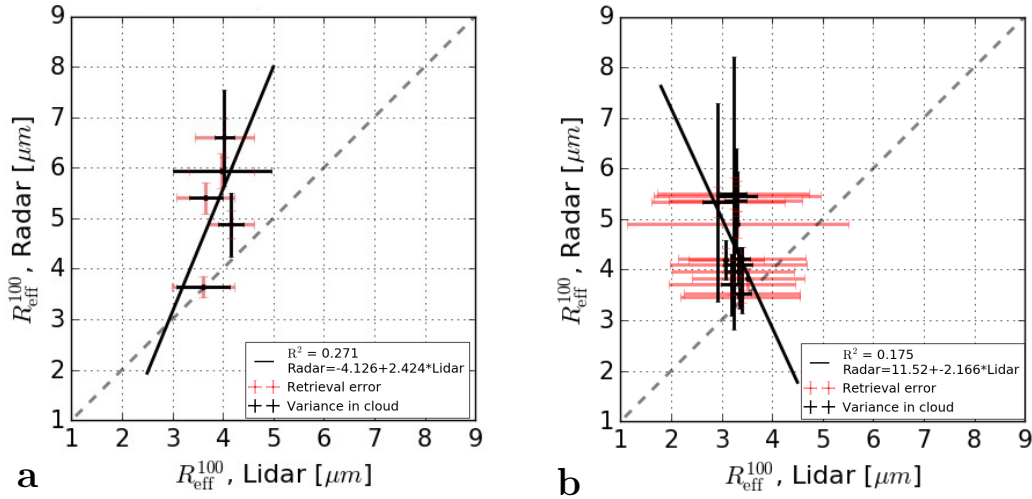 9
8
7
6
5
4
3
2
1
R_eff^100, Radar [μm]
R² = 0.271
Radar=-4.126+2.424*Lidar
Retrieval error
Variance in cloud
1 2 3 4 5 6 7 8 9
R_eff^100, Lidar [μm]
a
9
8
7
6
5
4
3
2
1
R_eff^100, Radar [μm]
R² = 0.175
Radar=11.52+-2.166*Lidar
Retrieval error
Variance in cloud
1 2 3 4 5 6 7 8 9
R_eff^100, Lidar [μm]
b